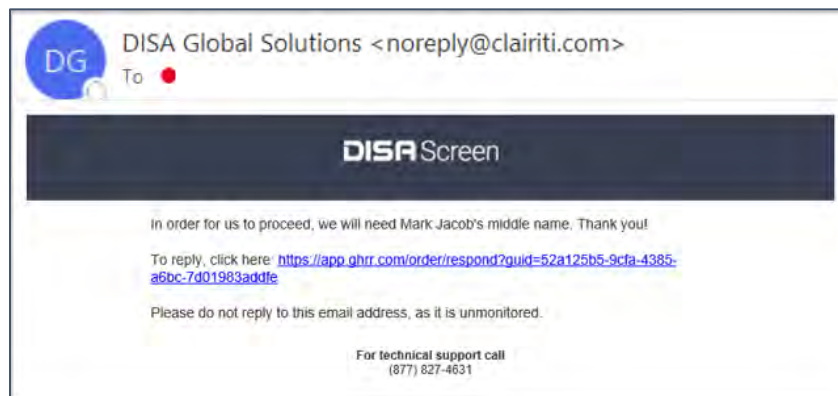 DG
DISA Global Solutions <noreply@clairiti.com>
To
DISA Screen
In order for us to proceed, we will need Mark Jacob's middle name. Thank you!
To reply, click here: https://app.ghrr.com/order/respond?guid=52a125b5-9cfa-4385-
a6bc-7d01983addfe
Please do not reply to this email address, as it is unmonitored.
For technical support call
(877) 827-4631